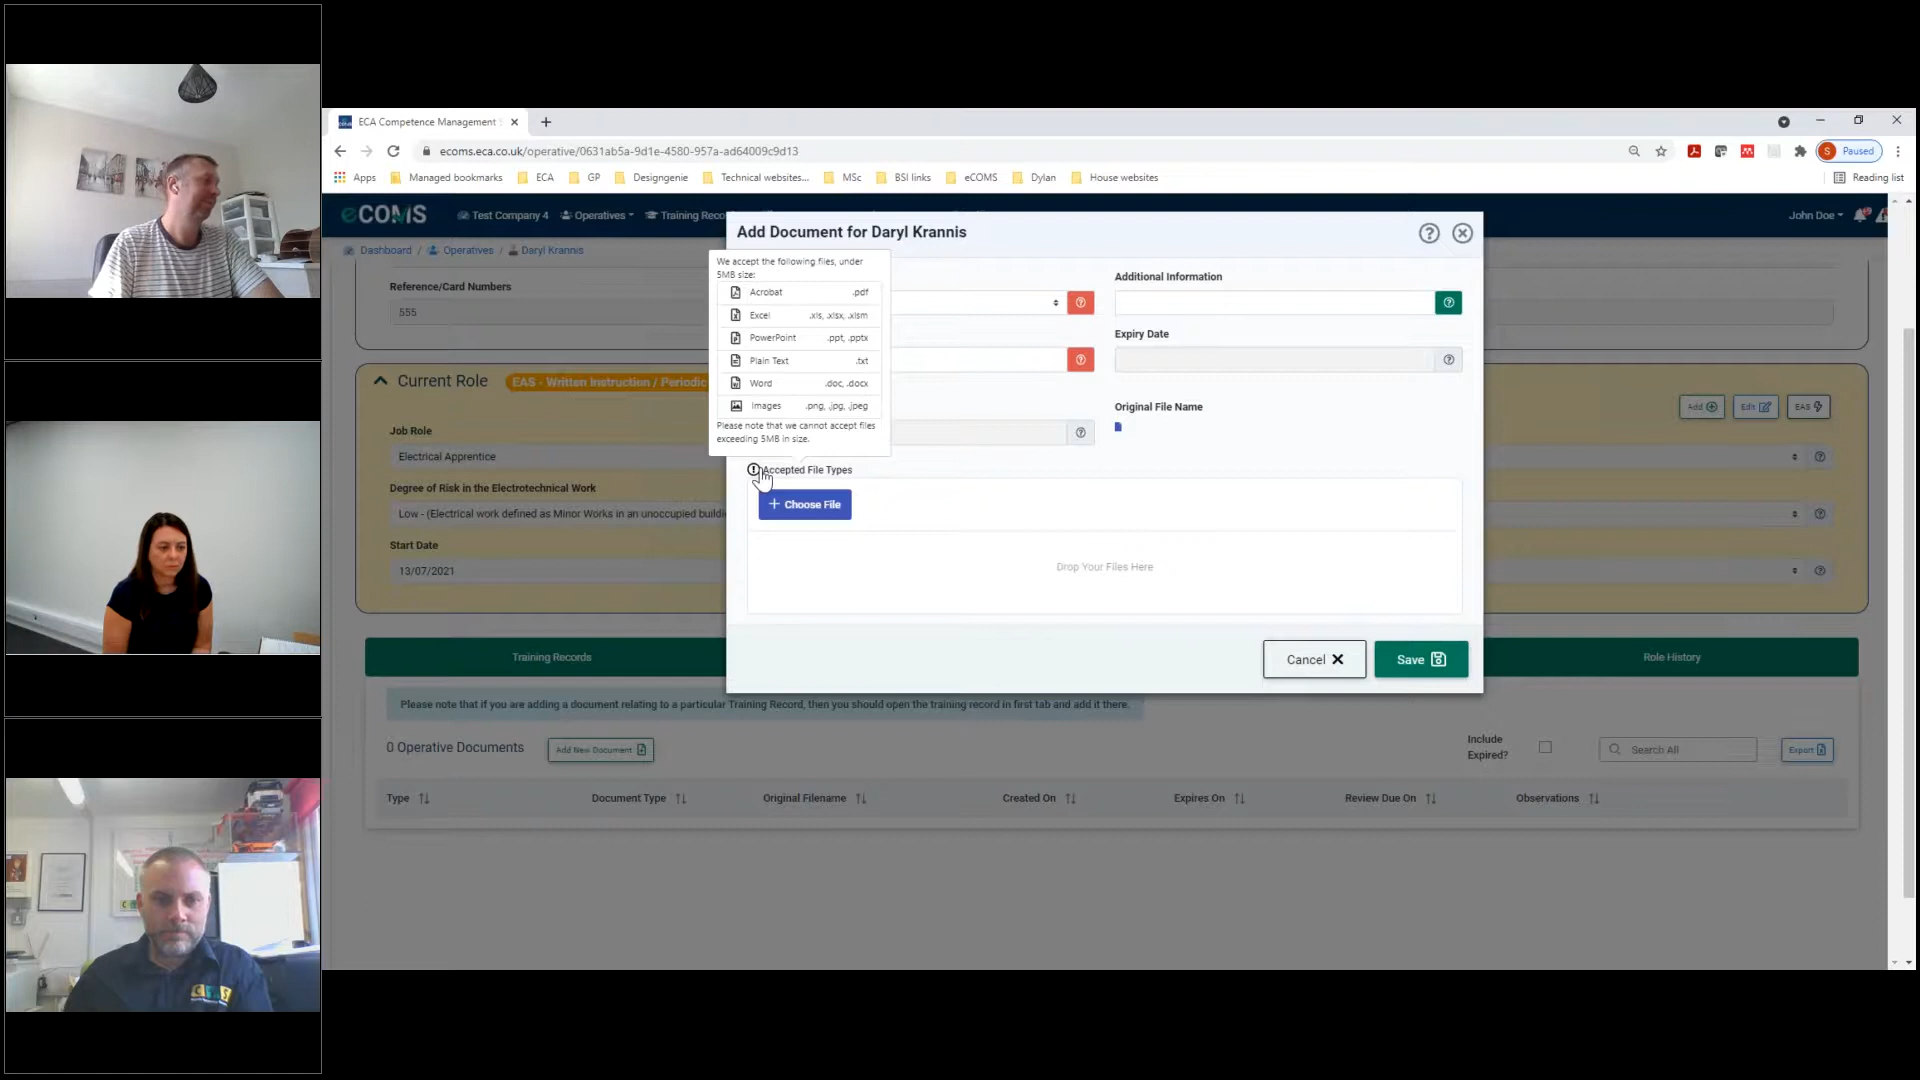 ECA Competence Management
ecoms.eca.co.uk/operative/0631ab5a-9d1e-4580-957a-ad64009c9d13
S Paused
Apps Managed bookmarks ECA GP Designgenie Technical websites... MSc BSI links eCOMS Dylan House websites Reading list
eCOMS Test Company 4 Operatives Training Reco John Doe
Dashboard / Operatives / Daryl Krannis
Reference/Card Numbers
555
Current Role EAS - Written Instruction / Periodic
Add Edit EAS
Job Role
Electrical Apprentice
Degree of Risk in the Electrotechnical Work
Low - (Electrical work defined as Minor Works in an unoccupied buildin
Start Date
13/07/2021
Add Document for Daryl Krannis
We accept the following files, under
5MB size:
Acrobat .pdf
Excel .xls, .xlsx, .xlsm
PowerPoint .ppt, .pptx
Plain Text .txt
Word .doc, .docx
Images .png, .jpg, .jpeg
Please note that we cannot accept files
exceeding 5MB in size.
Additional Information
Expiry Date
Original File Name
Accepted File Types
+ Choose File
Drop Your Files Here
Cancel
Save
Training Records Role History
Please note that if you are adding a document relating to a particular Training Record, then you should open the training record in first tab and add it there.
0 Operative Documents Add New Document
Include
Expired?
Search All
Export
Type Document Type Original Filename Created On Expires On Review Due On Observations